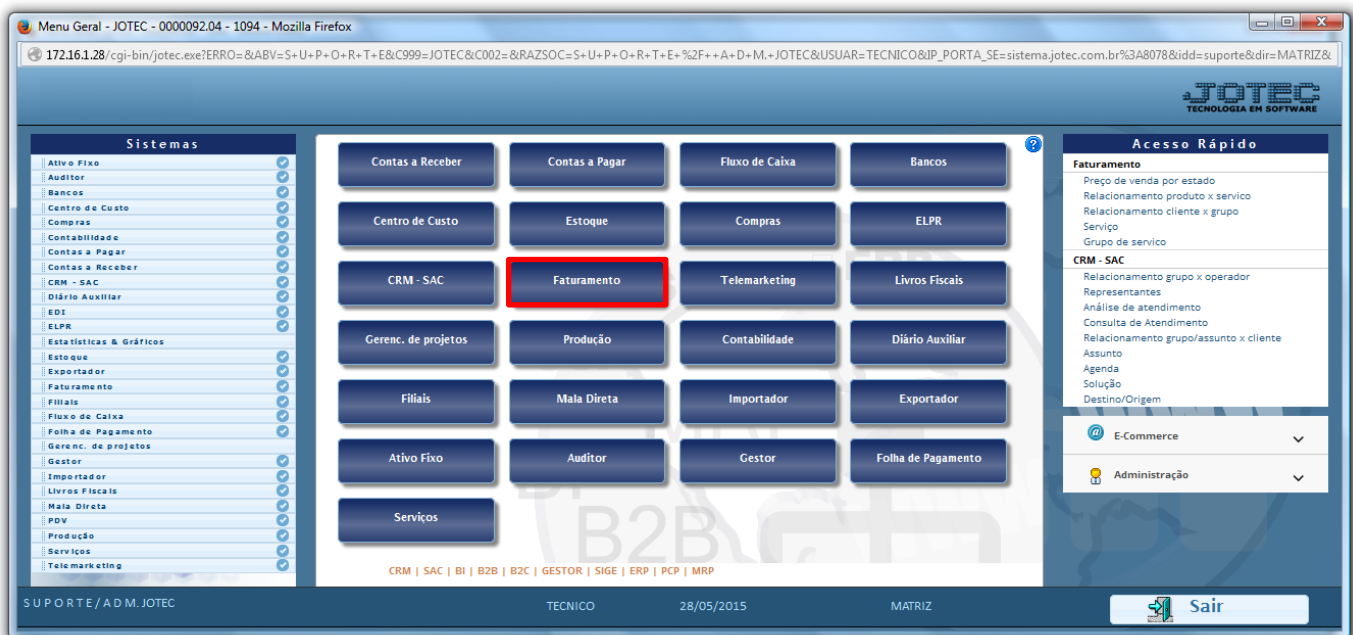 Menu Geral - JOTEC - 0000092.04 - 1094 - Mozilla Firefox
172.16.1.28/cgi-bin/jotec.exe?ERRO=&ABV=S+U+P+O+R+T+E&C999=JOTEC&C002=&RAZSOC=S+U+P+O+R+T+E+%2F++A+D+M.+JOTEC&USUAR=TECNICO&IP_PORTA_SE=sistema.jotec.com.br%3A8078&idd=suporte&dir=MATRIZ&
JOTEC
TECNOLOGIA EM SOFTWARE
Sistemas
Ativo Fixo
Auditor
Bancos
Centro de Custo
Compras
Contabilidade
Contas a Pagar
Contas a Receber
CRM - SAC
Diário Auxiliar
EDI
ELPR
Estatísticas & Gráficos
Estoque
Exportador
Faturamento
Filiais
Fluxo de Caixa
Folha de Pagamento
Gerenc. de projetos
Gestor
Importador
Livros Fiscais
Mala Direta
PDV
Produção
Serviços
Telemarketing
Contas a Receber
Contas a Pagar
Fluxo de Caixa
Bancos
Centro de Custo
Estoque
Compras
ELPR
CRM - SAC
Faturamento
Telemarketing
Livros Fiscais
Gerenc. de projetos
Produção
Contabilidade
Diário Auxiliar
Filiais
Mala Direta
Importador
Exportador
Ativo Fixo
Auditor
Gestor
Folha de Pagamento
Serviços
B2B
CRM | SAC | BI | B2B | B2C | GESTOR | SIGE | ERP | PCP | MRP
?
Acesso Rápido
Faturamento
Preço de venda por estado
Relacionamento produto x servico
Relacionamento cliente x grupo
Serviço
Grupo de servico
CRM - SAC
Relacionamento grupo x operador
Representantes
Análise de atendimento
Consulta de Atendimento
Relacionamento grupo/assunto x cliente
Assunto
Agenda
Solução
Destino/Origem
@ E-Commerce
Administração
SUPORTE/ADM.JOTEC
TECNICO
28/05/2015
MATRIZ
Sair